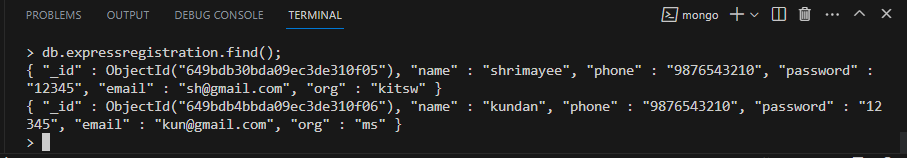 PROBLEMS OUTPUT DEBUG CONSOLE TERMINAL mongo
> db.expressregistration.find();
{ "_id" : ObjectId("649bdb30bda09ec3de310f05"), "name" : "shrimayee", "phone" : "9876543210", "password" :
"12345", "email" : "sh@gmail.com", "org" : "kitsw" }
{ "_id" : ObjectId("649bdb4bbda09ec3de310f06"), "name" : "kundan", "phone" : "9876543210", "password" : "12
345", "email" : "kun@gmail.com", "org" : "ms" }
>